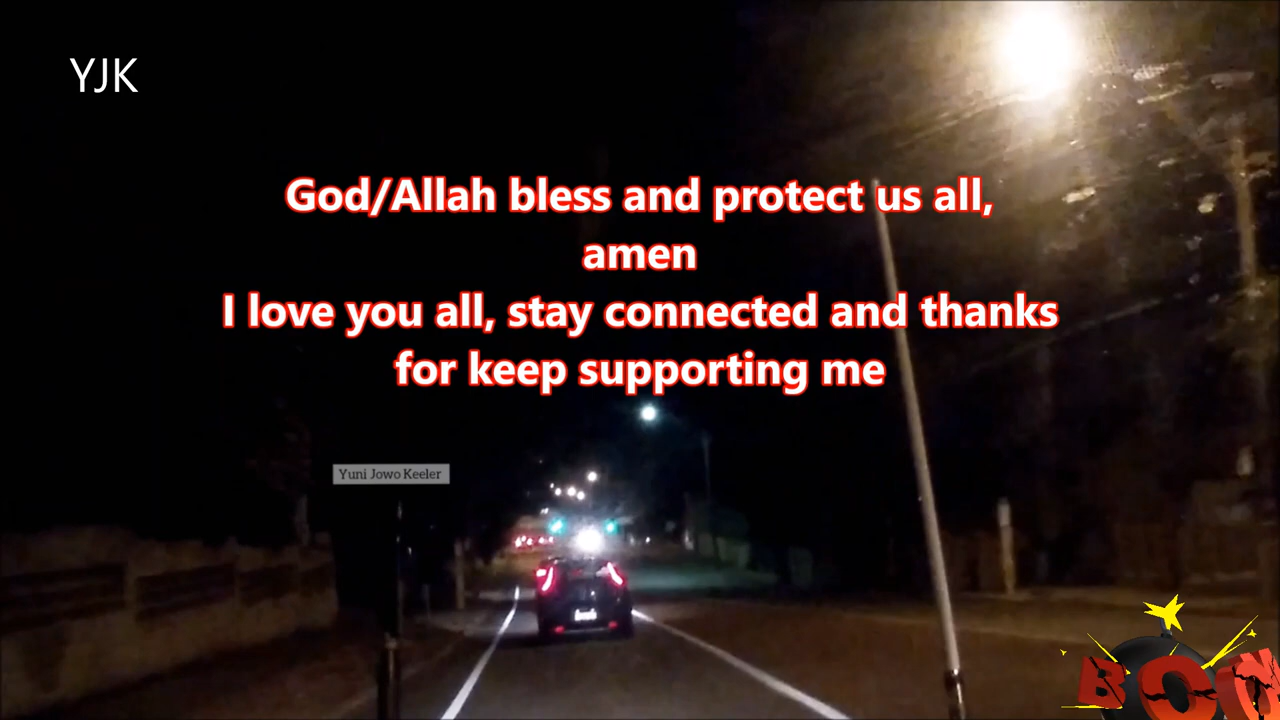 YJK
God/Allah bless and protect us all,
amen
I love you all, stay connected and thanks
for keep supporting me
Yuni Jowo Keeler
BOO